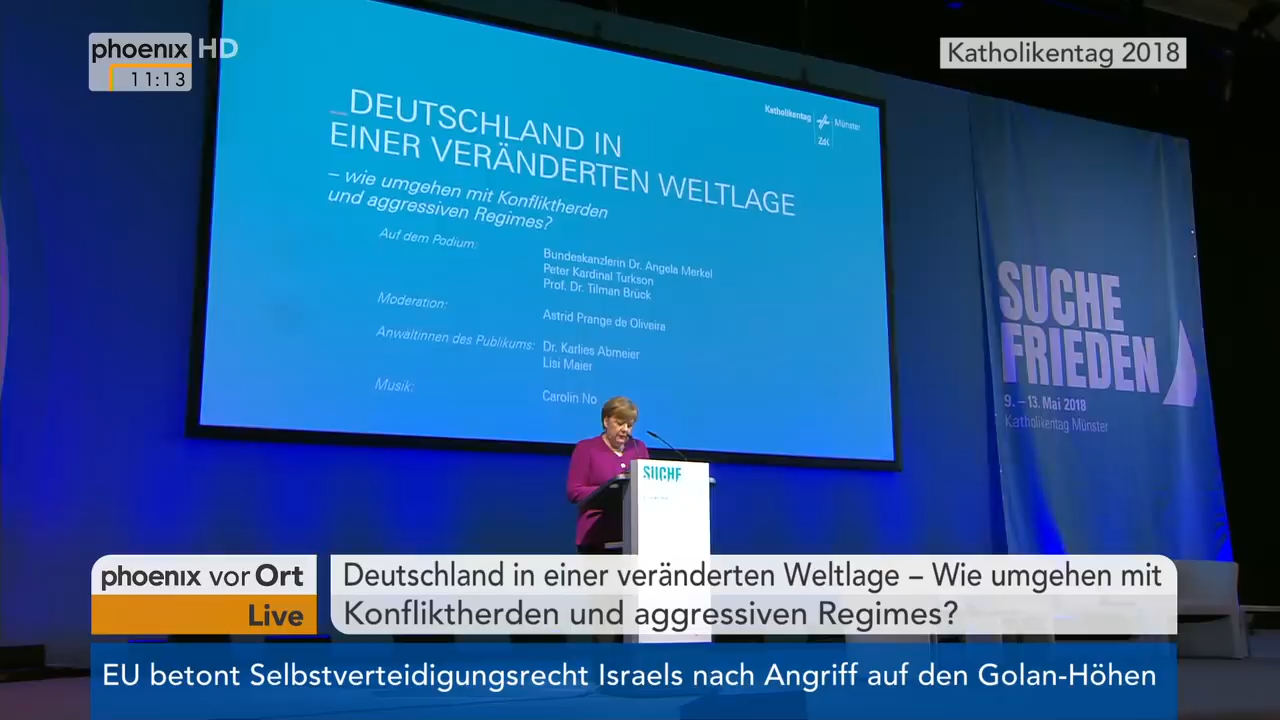 phoenix HD
11:13
Katholikentag 2018
Katholikentag Münster
ZdK
_DEUTSCHLAND IN
EINER VERÄNDERTEN WELTLAGE
– wie umgehen mit Konfliktherden
und aggressiven Regimes?
Auf dem Podium:
Bundeskanzlerin Dr. Angela Merkel
Peter Kardinal Turkson
Prof. Dr. Tilman Brück
Moderation:
Astrid Prange de Oliveira
Anwältinnen des Publikums:
Dr. Karlies Abmeier
Lisi Maier
Musik:
Carolin No
SUCHE
FRIEDEN
9. – 13. Mai 2018
Katholikentag Münster
SUCHE
phoenix vor Ort
Live
Deutschland in einer veränderten Weltlage – Wie umgehen mit
Konfliktherden und aggressiven Regimes?
EU betont Selbstverteidigungsrecht Israels nach Angriff auf den Golan-Höhen